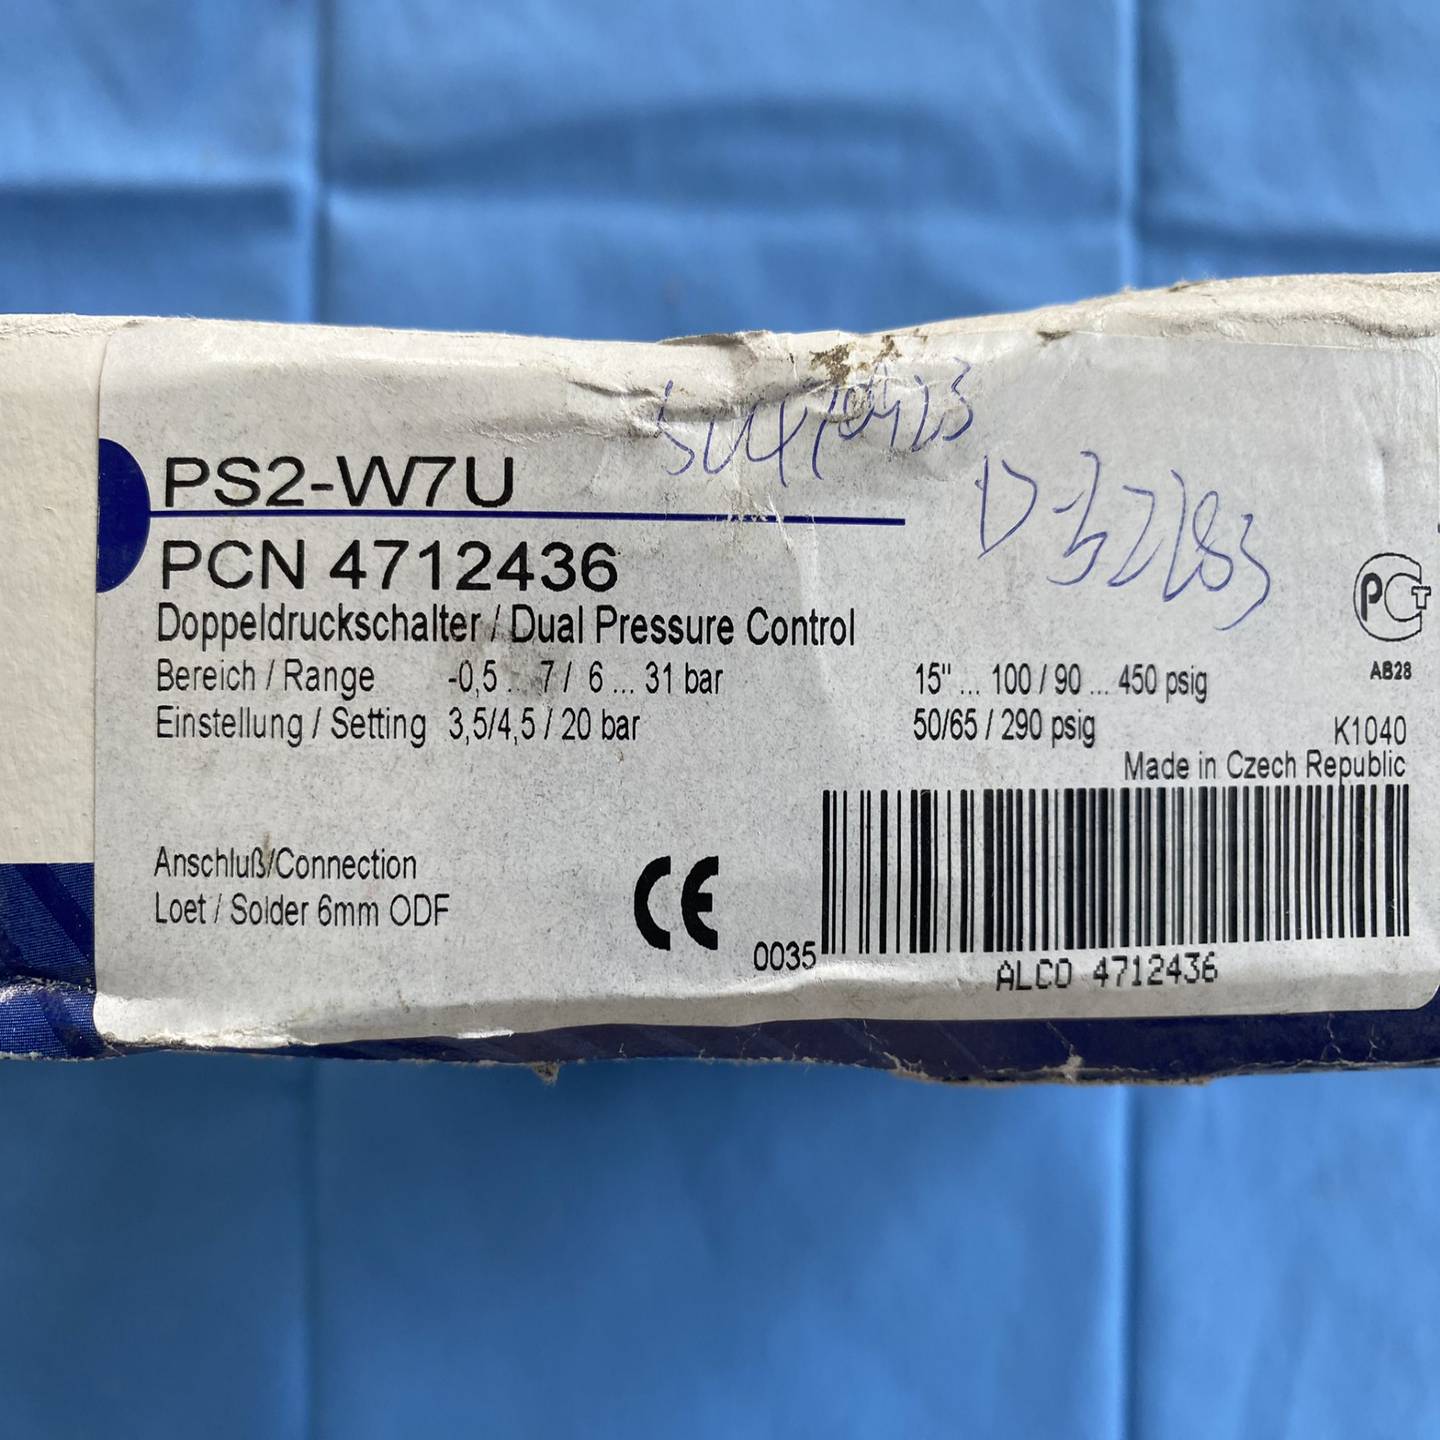 PS2-W7U
PCN 4712436
Doppeldruckschalter / Dual Pressure Control
Bereich / Range -0,5 ... 7 / 6 ... 31 bar 15" ... 100 / 90 ... 450 psig
Einstellung / Setting 3,5/4,5 / 20 bar 50/65 / 290 psig
AB28
K1040
Made in Czech Republic
Anschluß/Connection
Loet / Solder 6mm ODF
CE
0035
ALCO 4712436